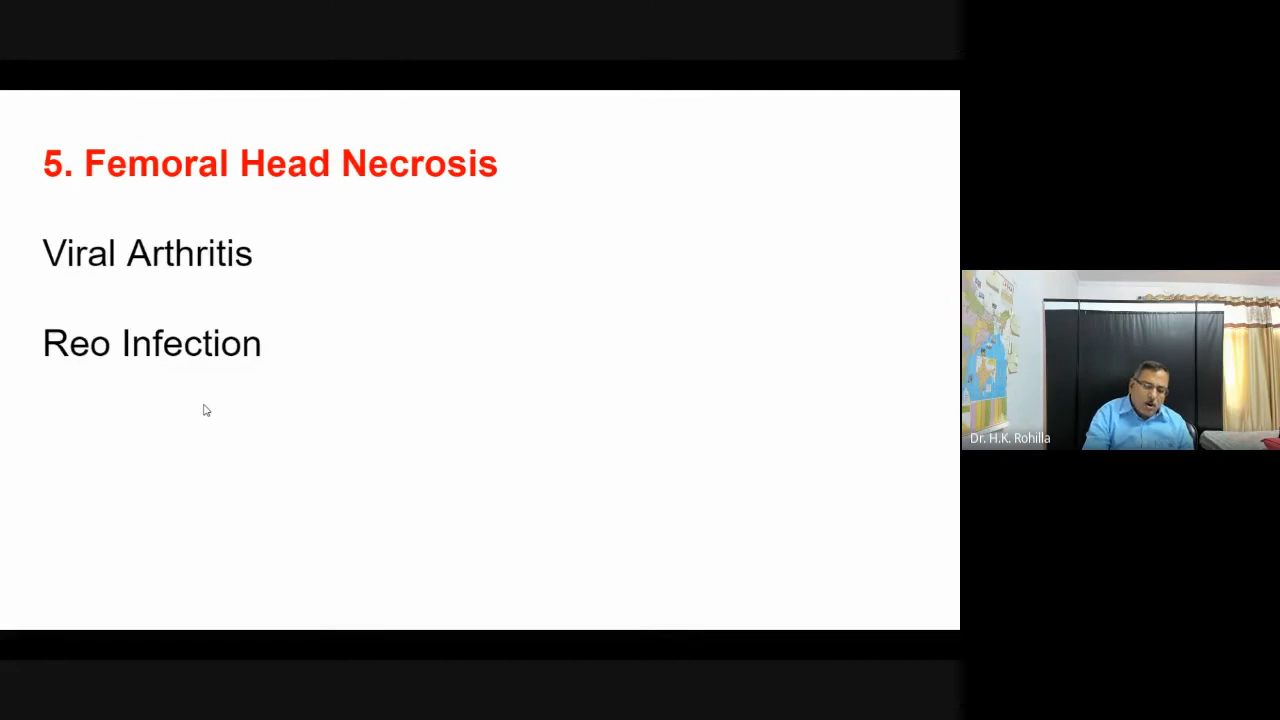 5. Femoral Head Necrosis
Viral Arthritis
Reo Infection
Dr. H.K. Rohilla